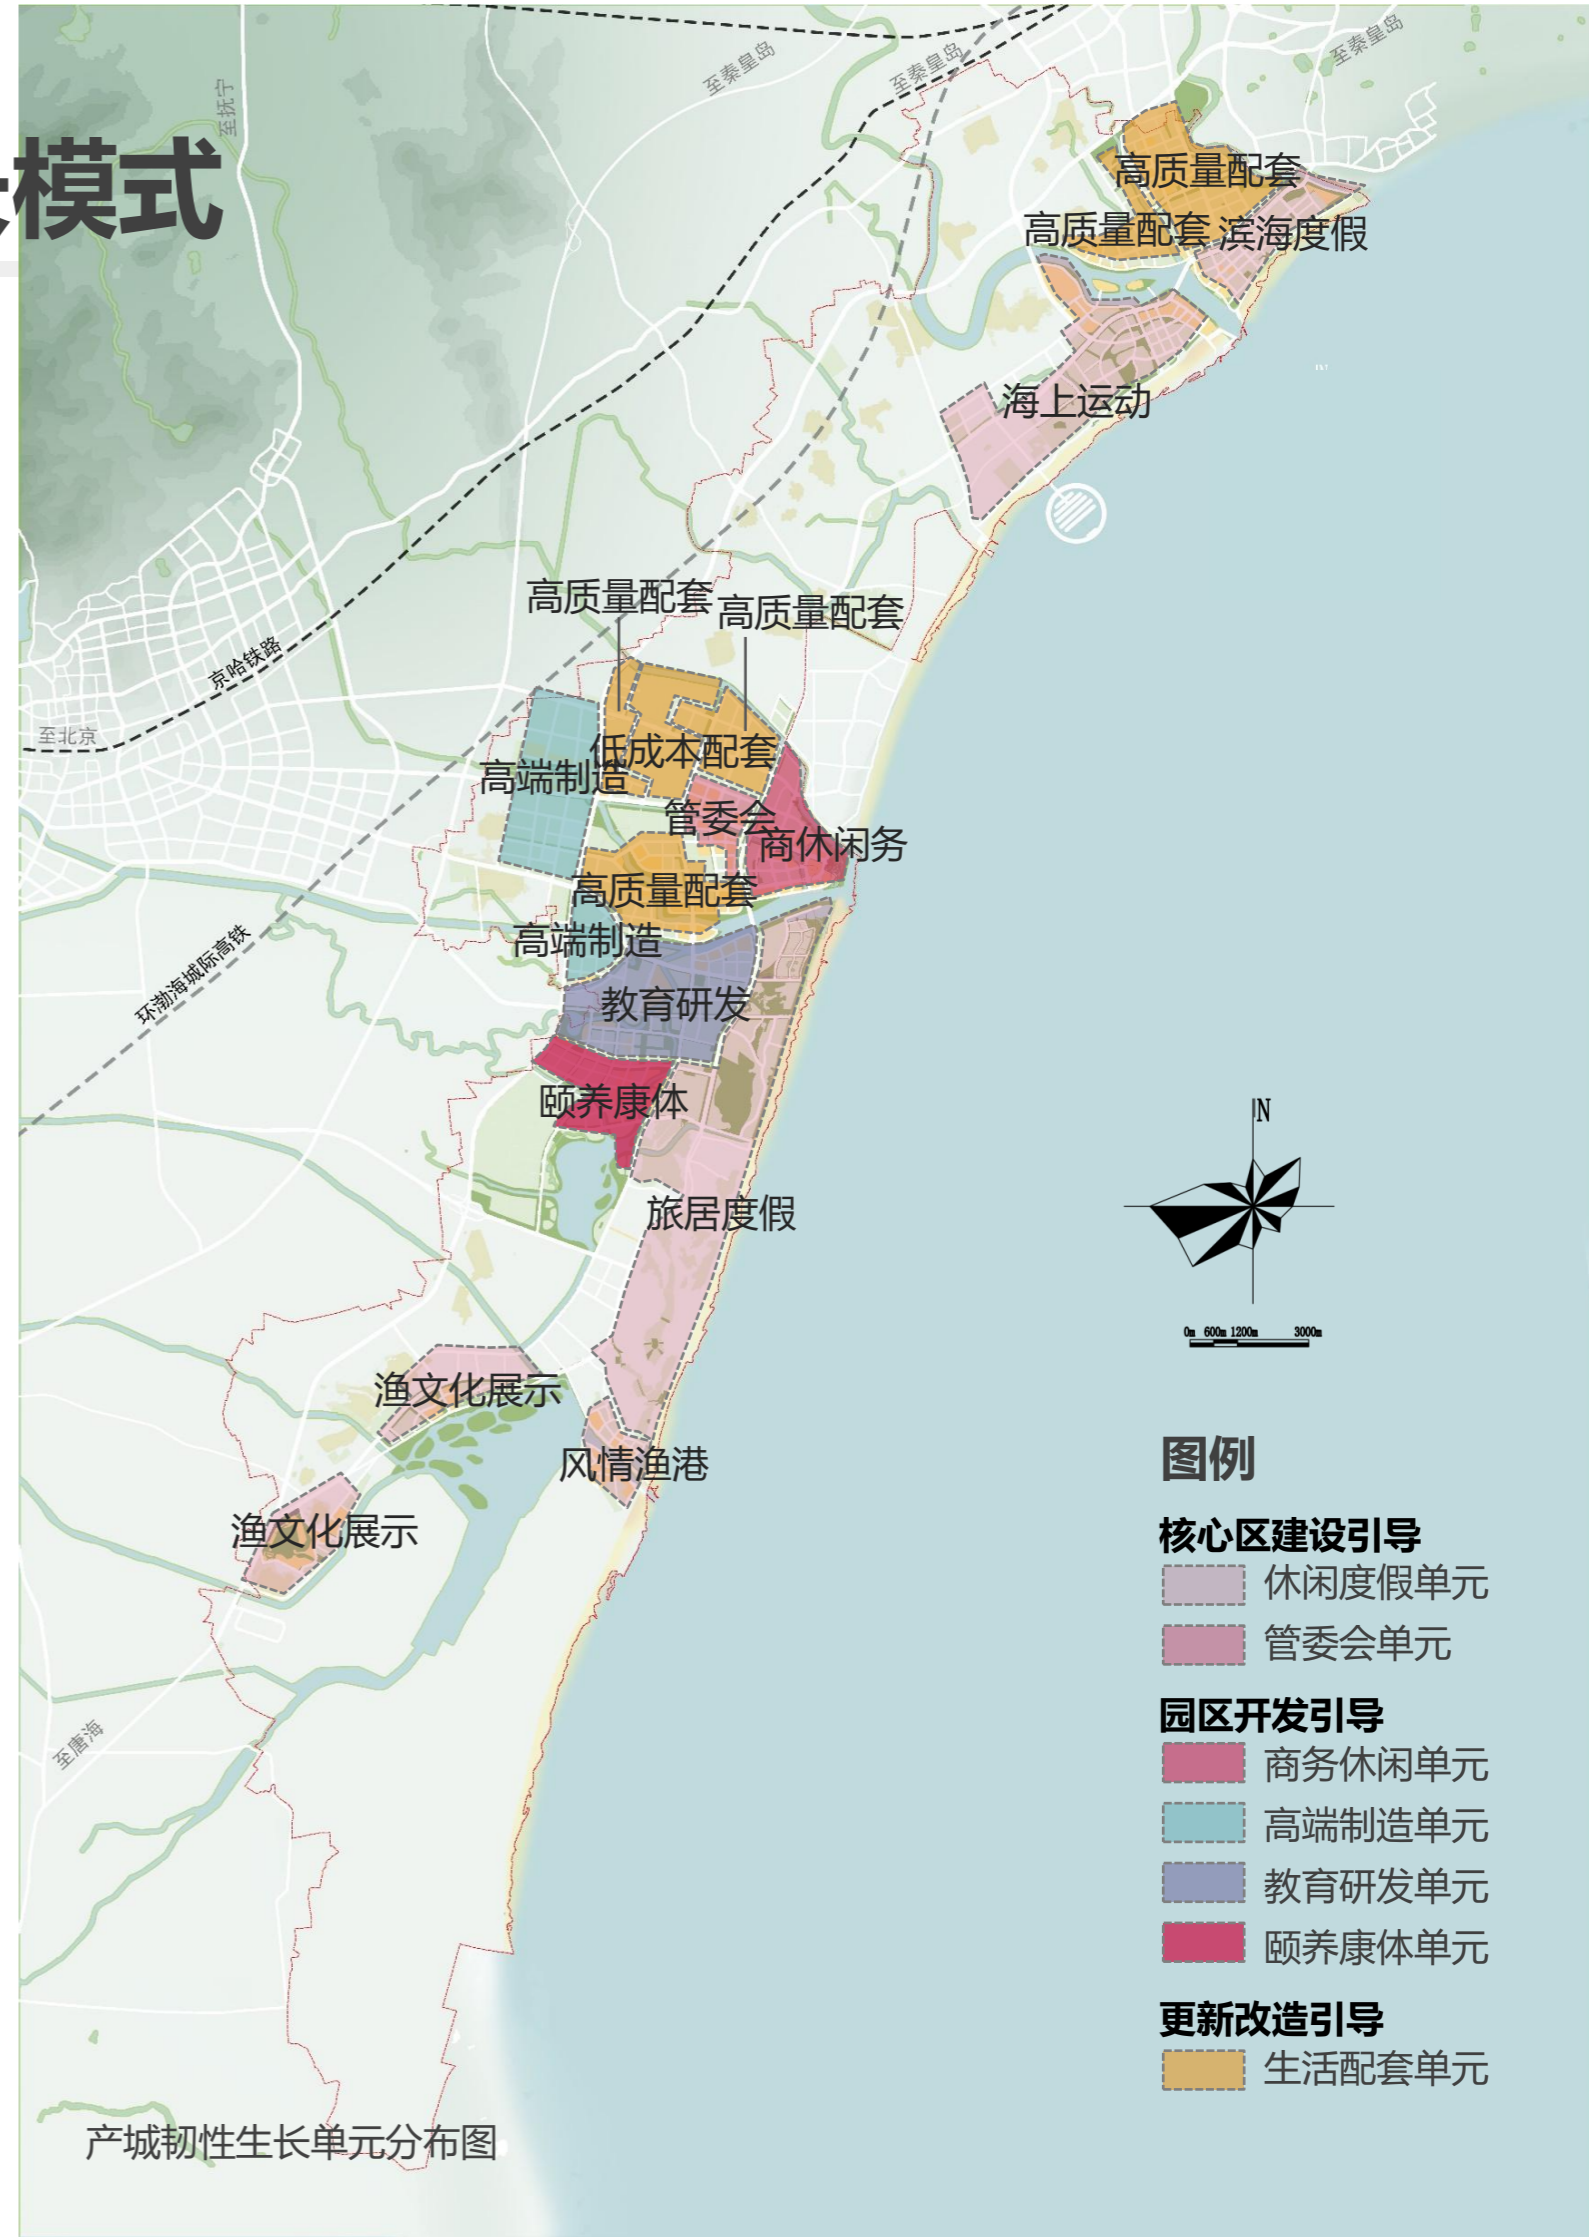 模式
至抚宁
至秦皇岛
至秦皇岛
至秦皇岛
高质量配套
高质量配套
滨海度假
海上运动
高质量配套
高质量配套
京哈铁路
至北京
低成本配套
高端制造
管委会
商休闲务
高质量配套
高端制造
环渤海城际高铁
教育研发
颐养康体
旅居度假
N
0m 600m 1200m 3000m
渔文化展示
风情渔港
渔文化展示
至唐海
图例
核心区建设引导
休闲度假单元
管委会单元
园区开发引导
商务休闲单元
高端制造单元
教育研发单元
颐养康体单元
更新改造引导
生活配套单元
产城韧性生长单元分布图